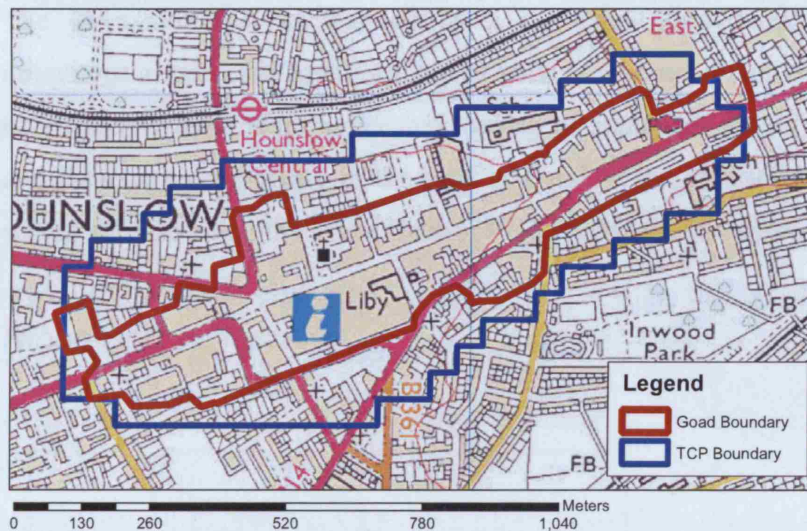 East
Schs
Hounslow
Central
OUNSLOW
i
Liby
Inwood
Park
FB
B361
FB
Legend
Goad Boundary
TCP Boundary
Meters
0 130 260 520 780 1,040